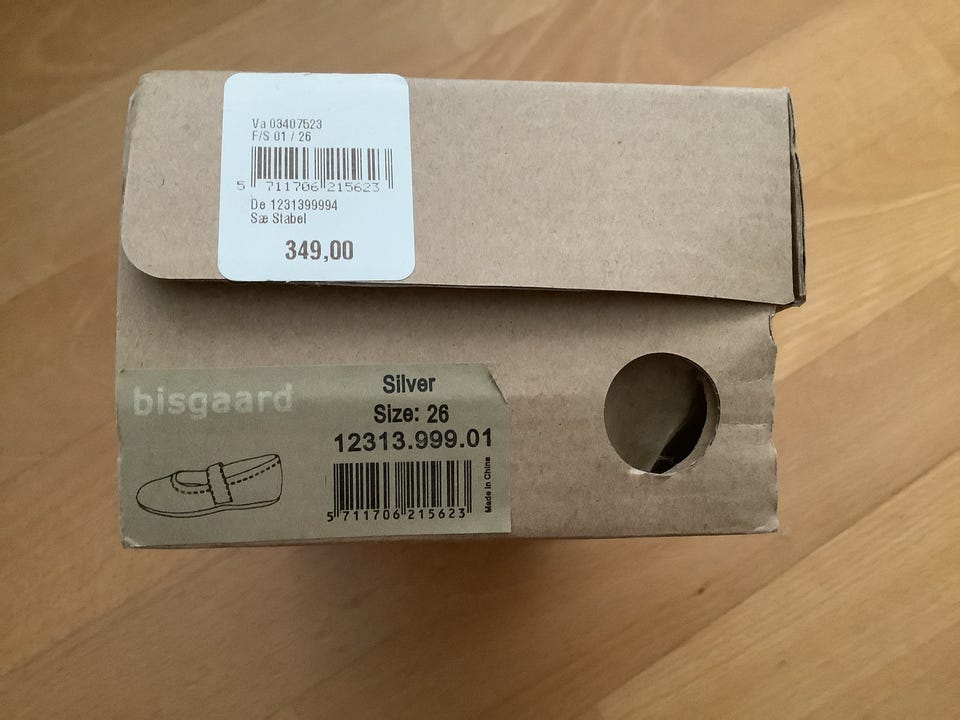 Va 03407523
F/S 01 / 26
5 711706 215623
De 1231399994
Sæ Stabel
349,00
bisgaard
Silver
Size: 26
12313.999.01
5 711706 215623
Made in China